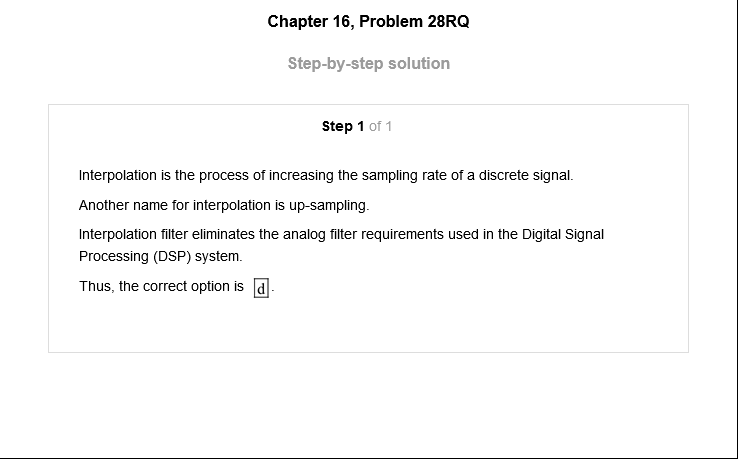 Chapter 16, Problem 28RQ
Step-by-step solution
Step 1 of 1
Interpolation is the process of increasing the sampling rate of a discrete signal.
Another name for interpolation is up-sampling.
Interpolation filter eliminates the analog filter requirements used in the Digital Signal
Processing (DSP) system.
Thus, the correct option is d.